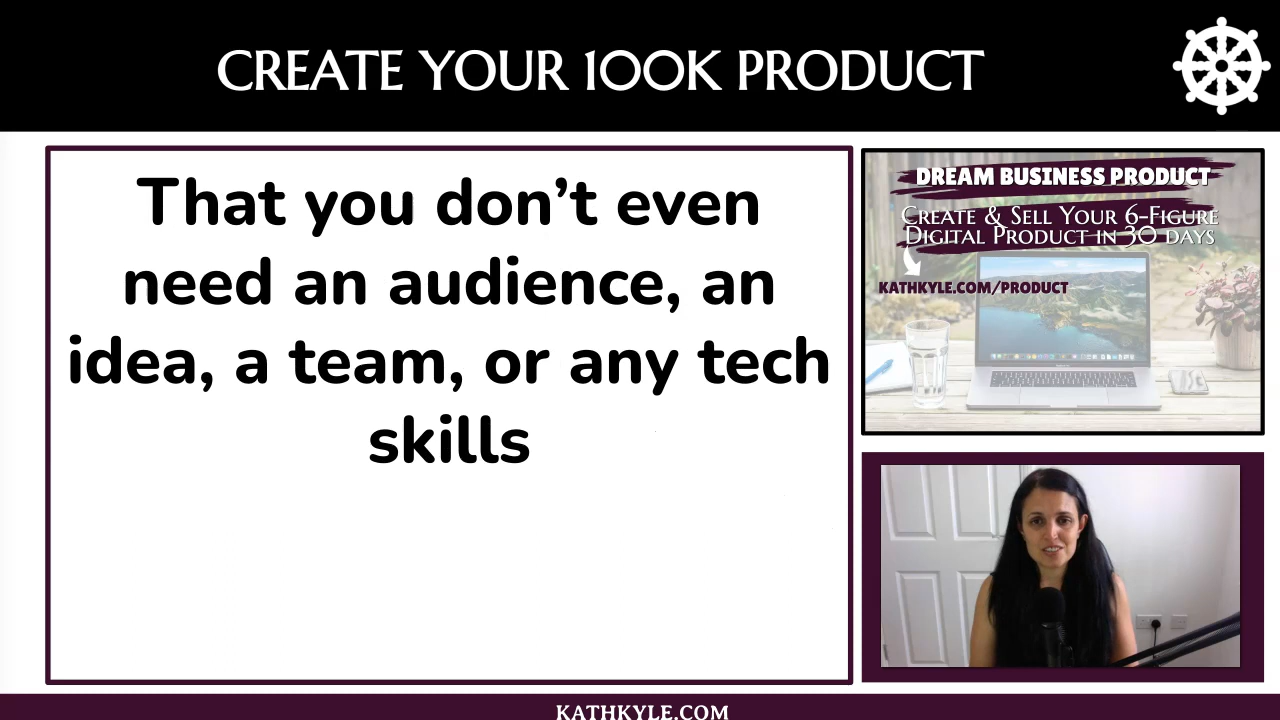 CREATE YOUR 100K PRODUCT
That you don't even
need an audience, an
idea, a team, or any tech
skills
DREAM BUSINESS PRODUCT
CREATE & SELL YOUR 6-FIGURE
DIGITAL PRODUCT IN 30 DAYS
KATHKYLE.COM/PRODUCT
KATHKYLE.COM